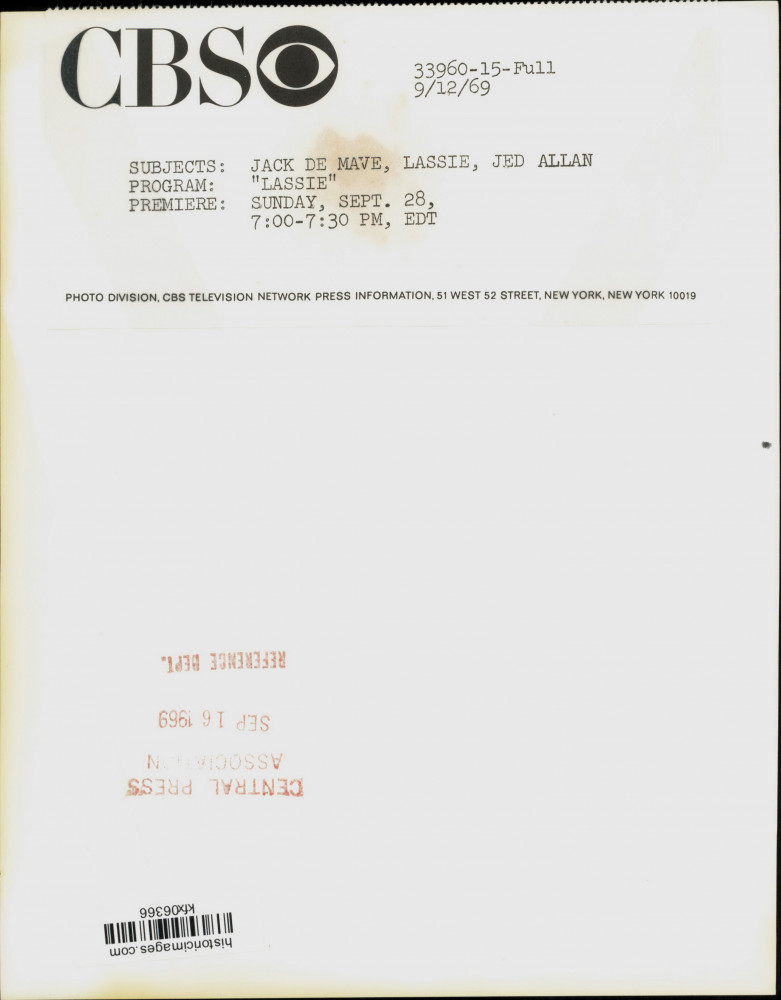 CBS
33960-15-Full
9/12/69
SUBJECTS: JACK DE MAVE, LASSIE, JED ALLAN
PROGRAM: "LASSIE"
PREMIERE: SUNDAY, SEPT. 28,
7:00-7:30 PM, EDT
PHOTO DIVISION, CBS TELEVISION NETWORK PRESS INFORMATION, 51 WEST 52 STREET, NEW YORK, NEW YORK 10019
CENTRAL PRESS
ASSOCIATION
SEP 16 1969
REFERENCE DEPT.
historicimages.com
kfx06366